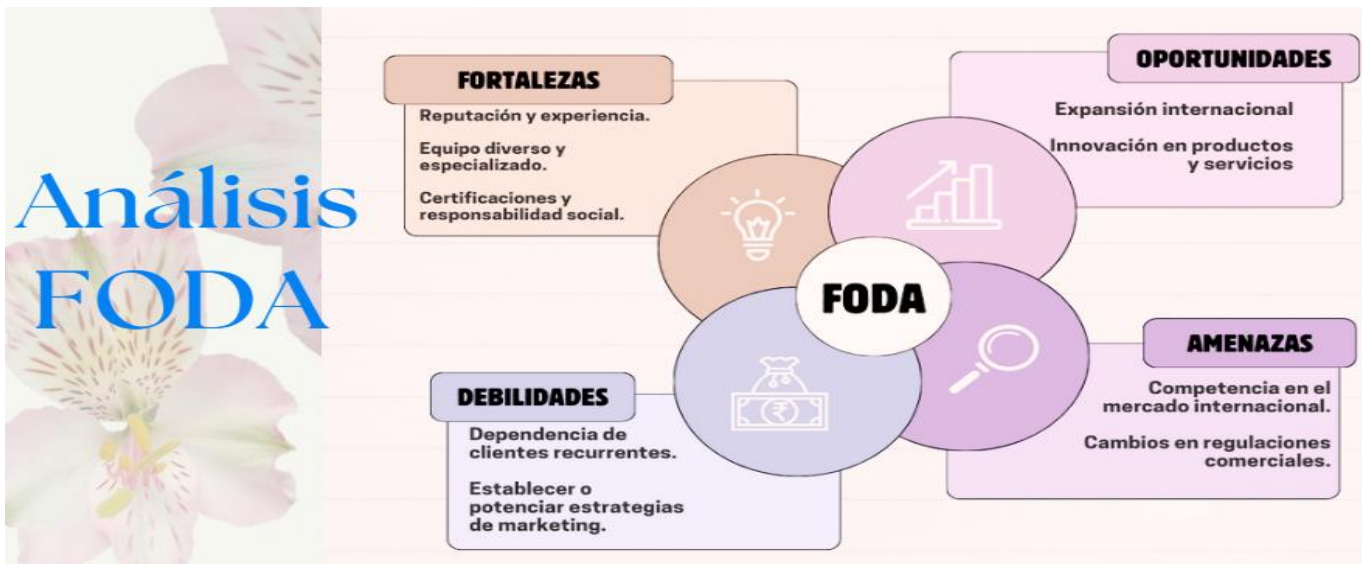 Análisis
FODA
FORTALEZAS
Reputación y experiencia.
Equipo diverso y
especializado.
Certificaciones y
responsabilidad social.
OPORTUNIDADES
Expansión internacional
Innovación en productos
y servicios
FODA
DEBILIDADES
Dependencia de
clientes recurrentes.
Establecer o
potenciar estrategias
de marketing.
AMENAZAS
Competencia en el
mercado internacional.
Cambios en regulaciones
comerciales.
₹